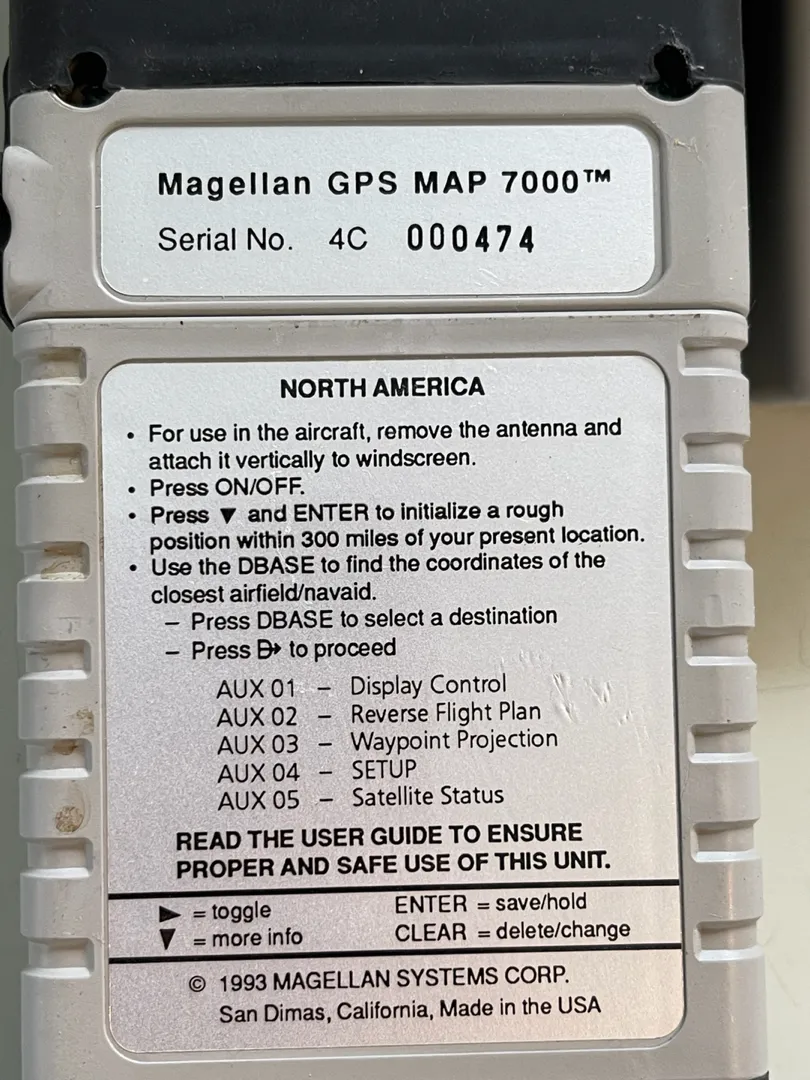 Magellan GPS MAP 7000™
Serial No. 4C 000474
NORTH AMERICA
• For use in the aircraft, remove the antenna and
attach it vertically to windscreen.
• Press ON/OFF.
• Press ▼ and ENTER to initialize a rough
position within 300 miles of your present location.
• Use the DBASE to find the coordinates of the
closest airfield/navaid.
– Press DBASE to select a destination
– Press D→ to proceed
AUX 01 – Display Control
AUX 02 – Reverse Flight Plan
AUX 03 – Waypoint Projection
AUX 04 – SETUP
AUX 05 – Satellite Status
READ THE USER GUIDE TO ENSURE
PROPER AND SAFE USE OF THIS UNIT.
▶ = toggle ENTER = save/hold
▼ = more info CLEAR = delete/change
© 1993 MAGELLAN SYSTEMS CORP.
San Dimas, California, Made in the USA